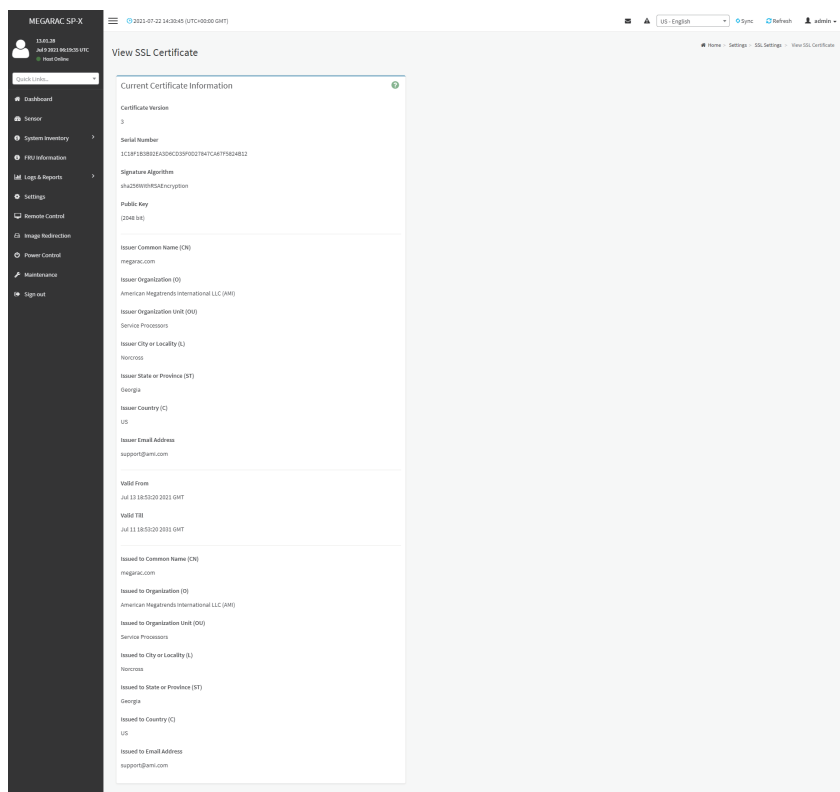 MEGARAC SP-X
2021-07-22 14:30:45 (UTC+00:00 GMT)
US - English
Sync
Refresh
admin
13.01.28
Jul 9 2021 06:19:35 UTC
Host Online
Quick Links...
Dashboard
Sensor
System Inventory
FRU Information
Logs & Reports
Settings
Remote Control
Image Redirection
Power Control
Maintenance
Sign out
View SSL Certificate
Home > Settings > SSL Settings > View SSL Certificate
Current Certificate Information
Certificate Version
3
Serial Number
Signature Algorithm
sha256WithRSAEncryption
Public Key
(2048 bit)
Issuer Common Name (CN)
megarac.com
Issuer Organization (O)
American Megatrends International LLC (AMI)
Issuer Organization Unit (OU)
Service Processors
Issuer City or Locality (L)
Norcross
Issuer State or Province (ST)
Georgia
Issuer Country (C)
US
Issuer Email Address
support@ami.com
Valid From
Jul 13 18:53:20 2021 GMT
Valid Till
Jul 11 18:53:20 2031 GMT
Issued to Common Name (CN)
megarac.com
Issued to Organization (O)
American Megatrends International LLC (AMI)
Issued to Organization Unit (OU)
Service Processors
Issued to City or Locality (L)
Norcross
Issued to State or Province (ST)
Georgia
Issued to Country (C)
US
Issued to Email Address
support@ami.com